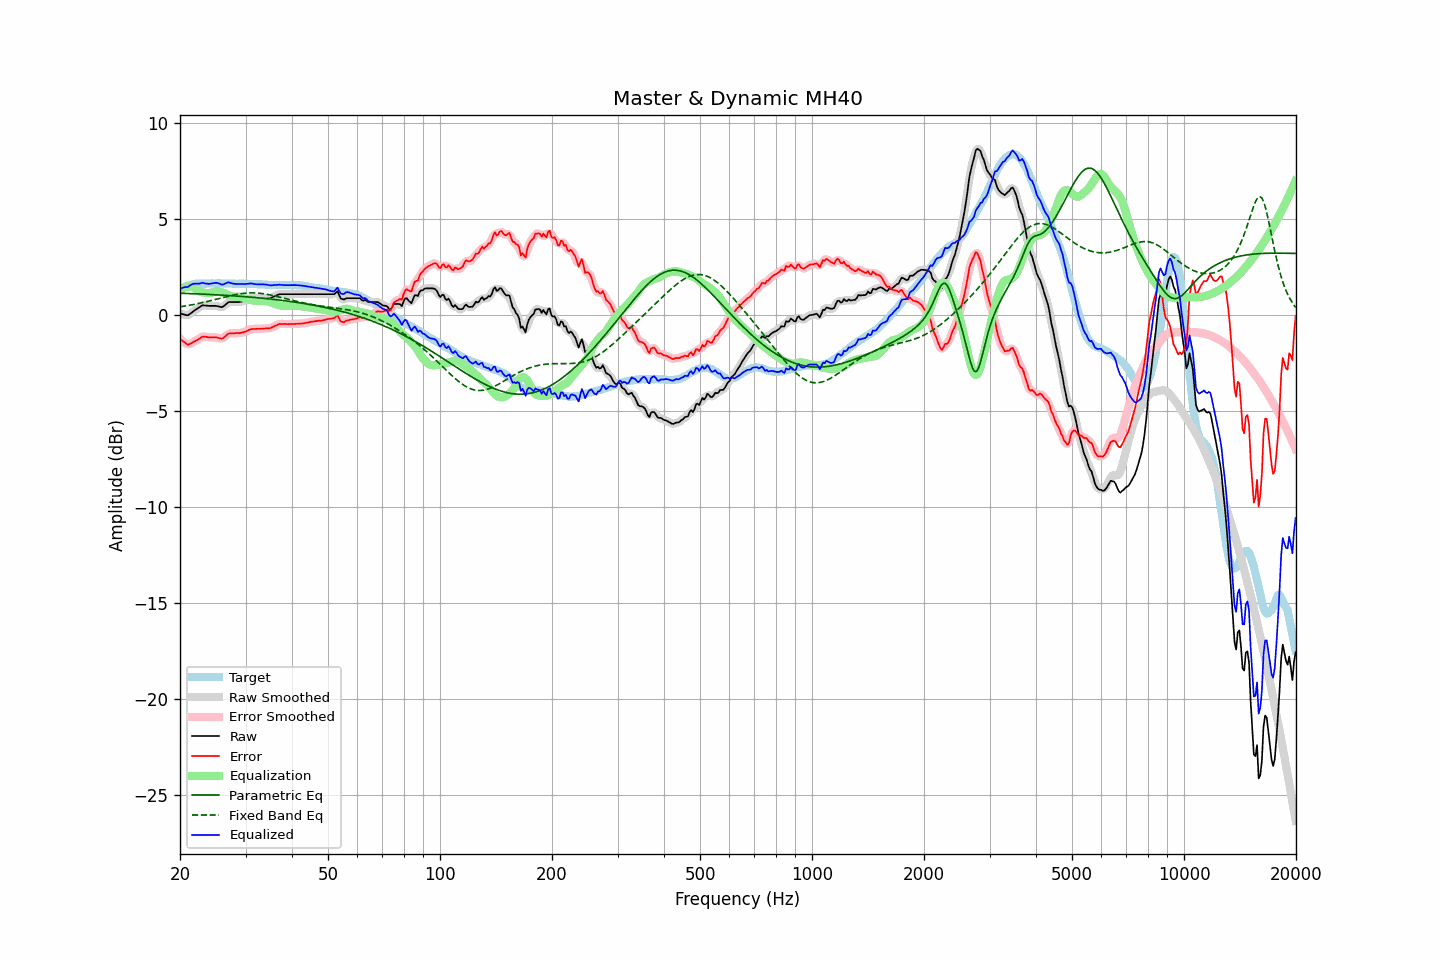 Master & Dynamic MH40
Amplitude (dBr)
10
5
0
−5
−10
−15
−20
−25
Target
Raw Smoothed
Error Smoothed
Raw
Error
Equalization
Parametric Eq
Fixed Band Eq
Equalized
20 50 100 200 500 1000 2000 5000 10000 20000
Frequency (Hz)